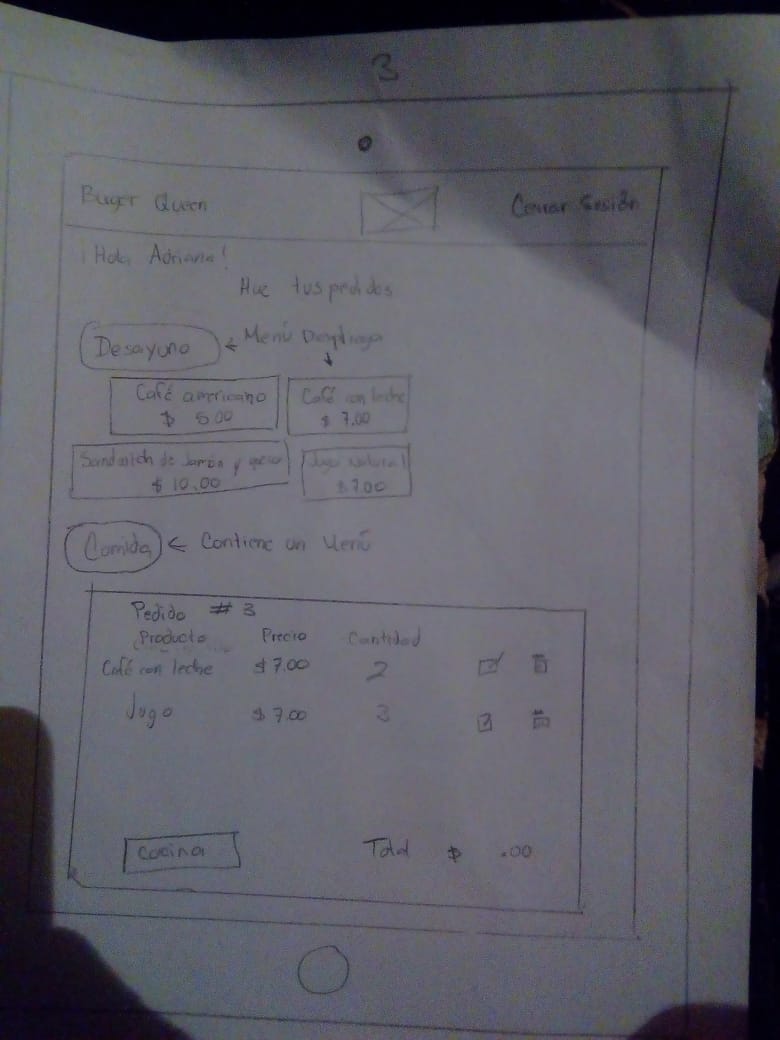 3
Buger Queen
Cerrar Sesión
¡Hola Adriana!
Haz tus pedidos
Desayuno ← Menú Despliega
Café americano
$ 5.00
Café con leche
$ 7.00
Sandwich de Jamón y queso
$ 10.00
Jugo Natural
$7.00
Comida ← Contiene un Menú
Pedido # 3
Producto Precio Cantidad
Café con leche $7.00 2
Jugo $7.00 3
Cocina Total $ .00